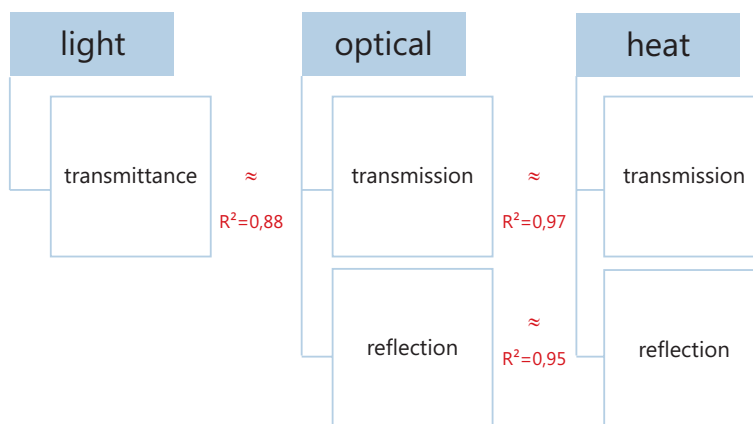 light
optical
heat
transmittance
≈
transmission
≈
transmission
R²=0,88
R²=0,97
reflection
≈
reflection
R²=0,95